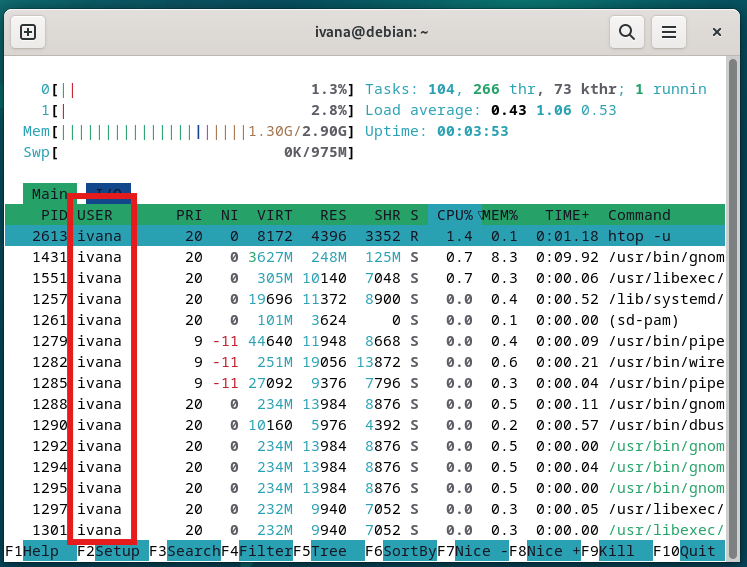 ivana@debian: ~
0[|| 1.3%] Tasks: 104, 266 thr, 73 kthr; 1 runnin
1[| 2.8%] Load average: 0.43 1.06 0.53
Mem[|||||||||||||||||||||1.30G/2.90G] Uptime: 00:03:53
Swp[ 0K/975M]
Main I/O
PID USER PRI NI VIRT RES SHR S CPU%▽MEM% TIME+ Command
2613 ivana 20 0 8172 4396 3352 R 1.4 0.1 0:01.18 htop -u
1431 ivana 20 0 3627M 248M 125M S 0.7 8.3 0:09.92 /usr/bin/gnom
1551 ivana 20 0 305M 10140 7048 S 0.7 0.3 0:00.06 /usr/libexec/
1257 ivana 20 0 19696 11372 8900 S 0.0 0.4 0:00.52 /lib/systemd/
1261 ivana 20 0 101M 3624 0 S 0.0 0.1 0:00.00 (sd-pam)
1279 ivana 9 -11 44640 11948 8668 S 0.0 0.4 0:00.09 /usr/bin/pipe
1282 ivana 9 -11 251M 19056 13872 S 0.0 0.6 0:00.21 /usr/bin/wire
1285 ivana 9 -11 27092 9376 7796 S 0.0 0.3 0:00.04 /usr/bin/pipe
1288 ivana 20 0 234M 13984 8876 S 0.0 0.5 0:00.11 /usr/bin/gnom
1290 ivana 20 0 10160 5976 4392 S 0.0 0.2 0:00.57 /usr/bin/dbus
1292 ivana 20 0 234M 13984 8876 S 0.0 0.5 0:00.00 /usr/bin/gnom
1294 ivana 20 0 234M 13984 8876 S 0.0 0.5 0:00.04 /usr/bin/gnom
1295 ivana 20 0 234M 13984 8876 S 0.0 0.5 0:00.00 /usr/bin/gnom
1297 ivana 20 0 232M 9940 7052 S 0.0 0.3 0:00.05 /usr/libexec/
1301 ivana 20 0 232M 9940 7052 S 0.0 0.3 0:00.00 /usr/libexec/
F1Help F2Setup F3SearchF4FilterF5Tree F6SortByF7Nice -F8Nice +F9Kill F10Quit